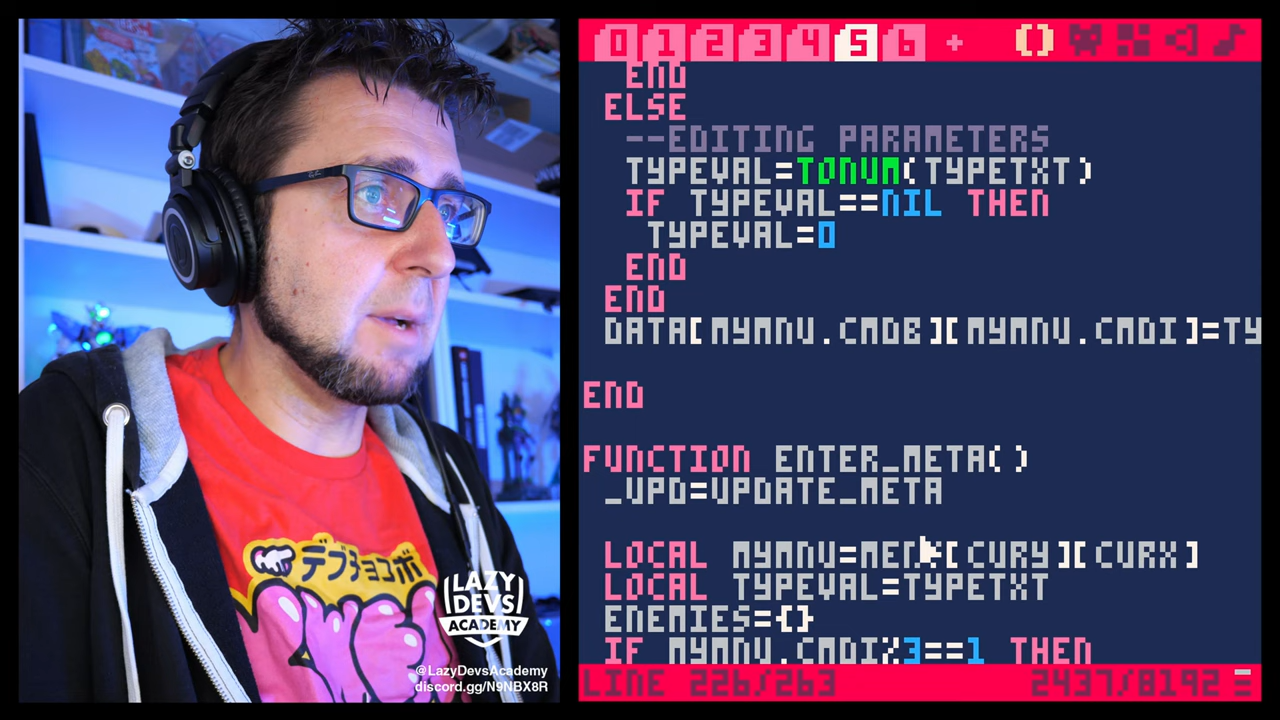 デブチョコボ
LAZY
DEVS
ACADEMY
@LazyDevsAcademy
discord.gg/N9NBX8R
0 1 2 3 4 5 6 + ()
END
ELSE
--EDITING PARAMETERS
TYPEVAL=TONUM(TYPETXT)
IF TYPEVAL==NIL THEN
TYPEVAL=0
END
END
DATA[MYMNU.CMDB][MYMNU.CMDI]=TY
END
FUNCTION ENTER_META()
_UPD=UPDATE_META
LOCAL MYMNU=MENU[CURY][CURX]
LOCAL TYPEVAL=TYPETXT
ENEMIES={}
IF MYMNU.CMDI%3==1 THEN
LINE 226/263
2437/8192